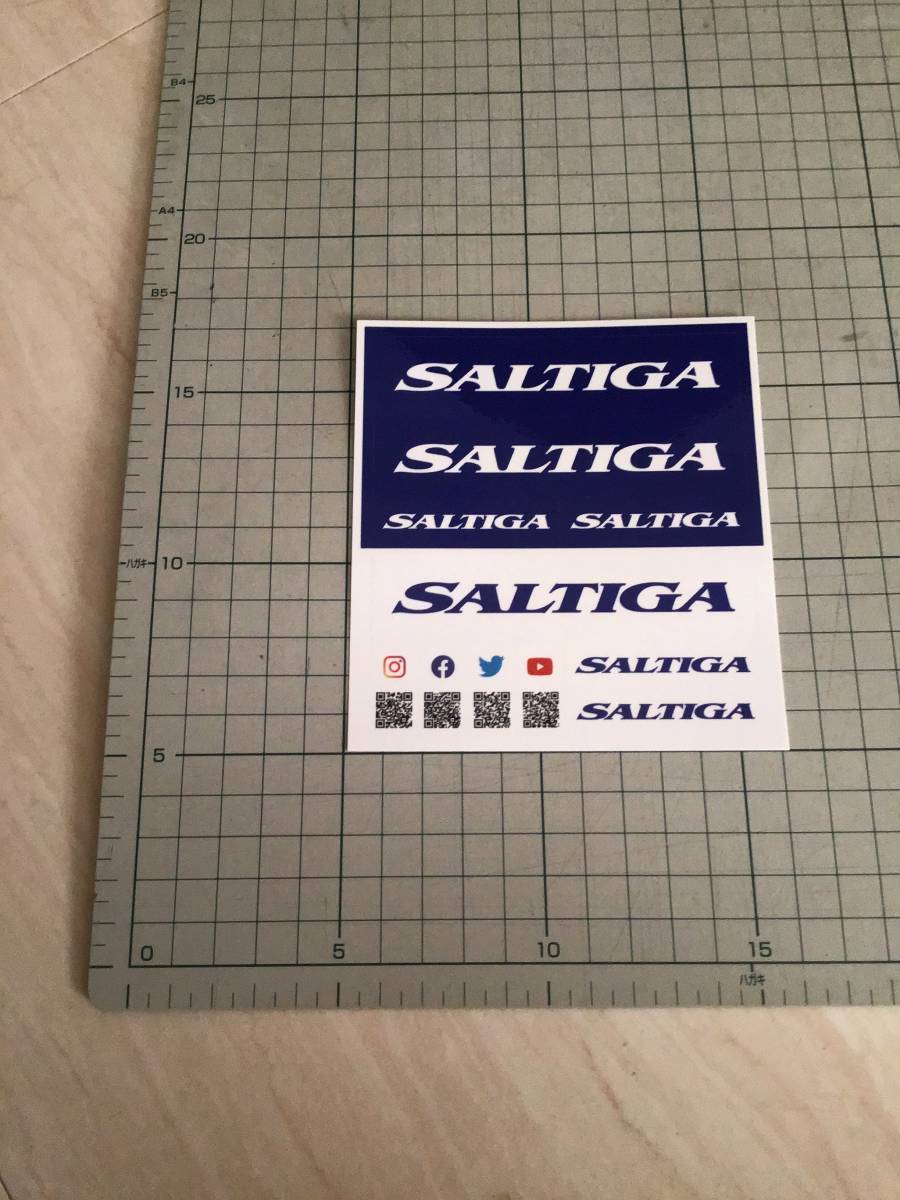 B4
25
A4
20
B5
15
SALTIGA
SALTIGA
SALTIGA SALTIGA
ハガキ 10
SALTIGA
SALTIGA
SALTIGA
5
0 5 10 15
ハガキ